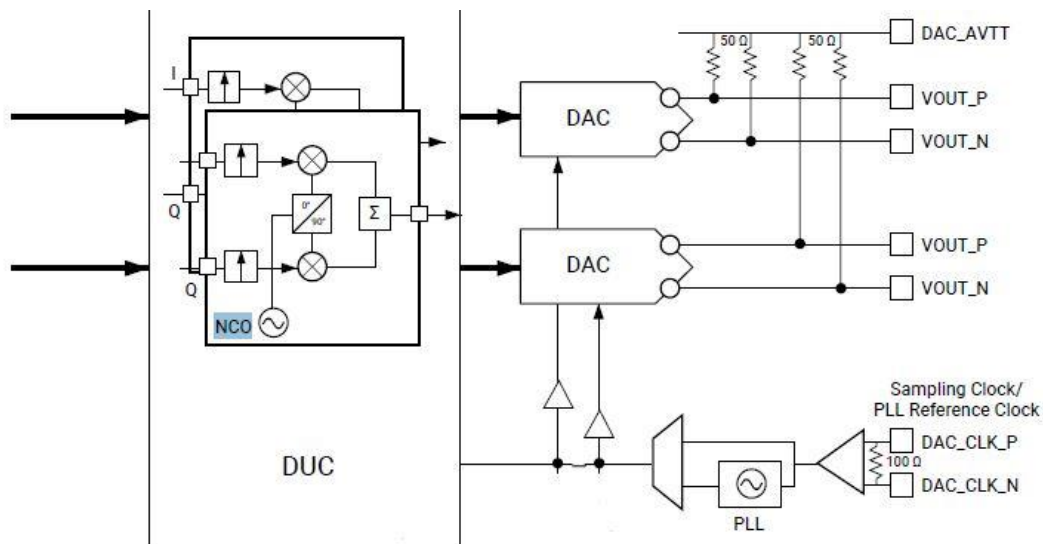 50 Ω
50 Ω
DAC_AVTT
I
DAC
VOUT_P
VOUT_N
Q
0°
90°
Σ
DAC
VOUT_P
VOUT_N
Q
NCO
Sampling Clock/
PLL Reference Clock
DUC
DAC_CLK_P
100 Ω
DAC_CLK_N
PLL